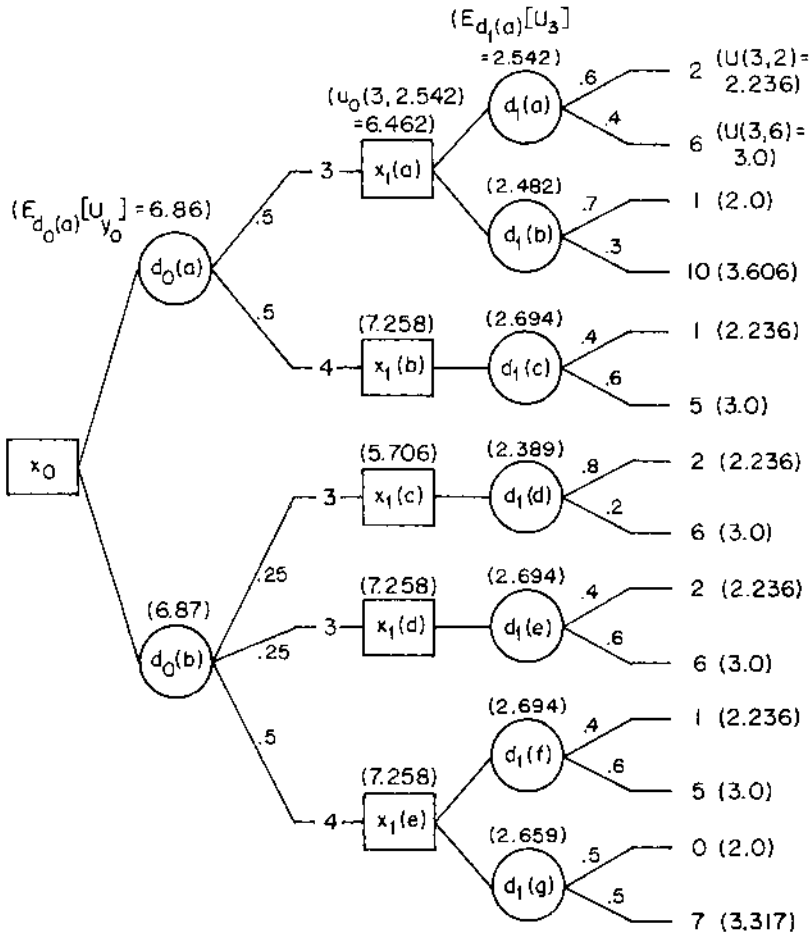 (E_{d_1(a)}[U_3]
=2.542)
d_1(a)
.6
2 (U(3,2)=
2.236)
.4
6 (U(3,6)=
3.0)
(u_0(3, 2.542)
=6.462)
3
x_1(a)
(2.482)
d_1(b)
.7
1 (2.0)
.3
10 (3.606)
(E_{d_0(a)}[U_{y_0}] = 6.86)
d_0(a)
.5
.5
(7.258)
4
x_1(b)
(2.694)
d_1(c)
.4
1 (2.236)
.6
5 (3.0)
x_0
(5.706)
3
x_1(c)
(2.389)
d_1(d)
.8
2 (2.236)
.2
6 (3.0)
(6.87)
d_0(b)
.25
.25
.5
(7.258)
3
x_1(d)
(2.694)
d_1(e)
.4
2 (2.236)
.6
6 (3.0)
(7.258)
4
x_1(e)
(2.694)
d_1(f)
.4
1 (2.236)
.6
5 (3.0)
(2.659)
d_1(g)
.5
0 (2.0)
.5
7 (3.317)